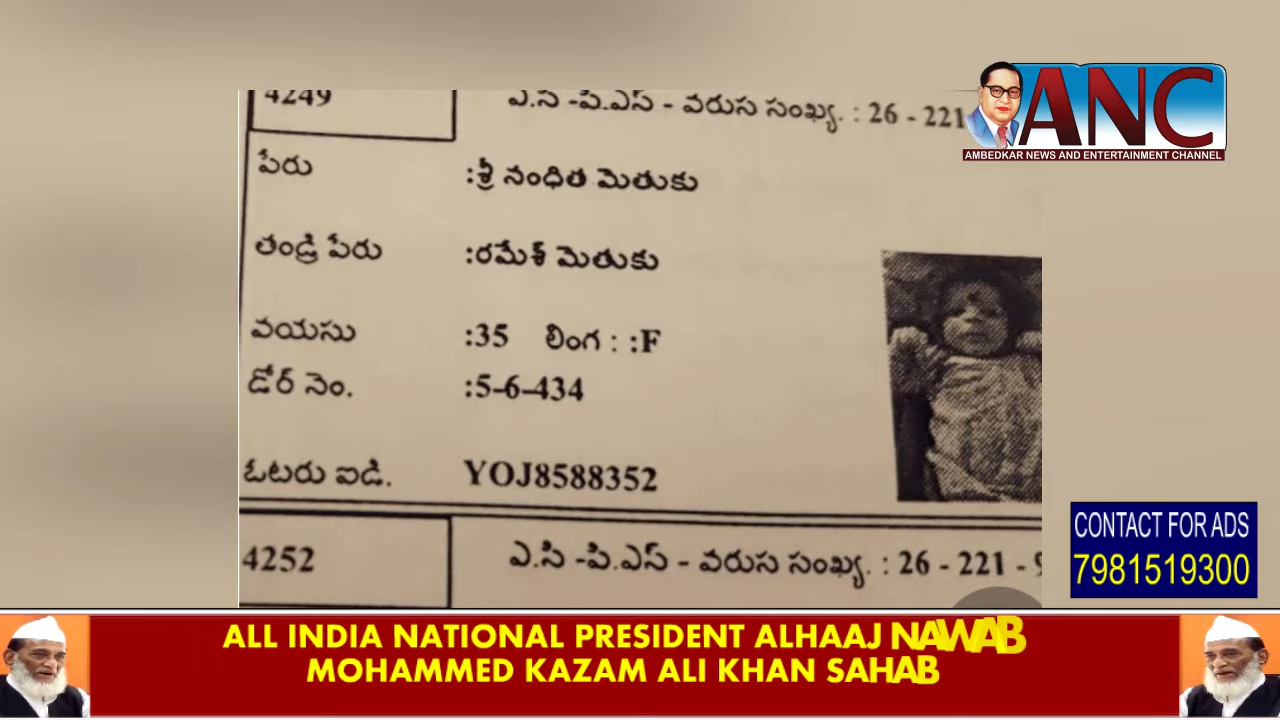 4249
ఎ.సి -పి.ఎస్ - వరుస సంఖ్య. : 26 - 221
ANC
AMBEDKAR NEWS AND ENTERTAINMENT CHANNEL
పేరు :శ్రీ నంధిత మెతుకు
తండ్రి పేరు :రమేశ్ మెతుకు
వయసు :35 లింగ : :F
డోర్ నెం. :5-6-434
ఓటరు ఐడి. YOJ8588352
4252
ఎ.సి -పి.ఎస్ - వరుస సంఖ్య. : 26 - 221 -
CONTACT FOR ADS
7981519300
ALL INDIA NATIONAL PRESIDENT ALHAAJ NAWAB
MOHAMMED KAZAM ALI KHAN SAHAB